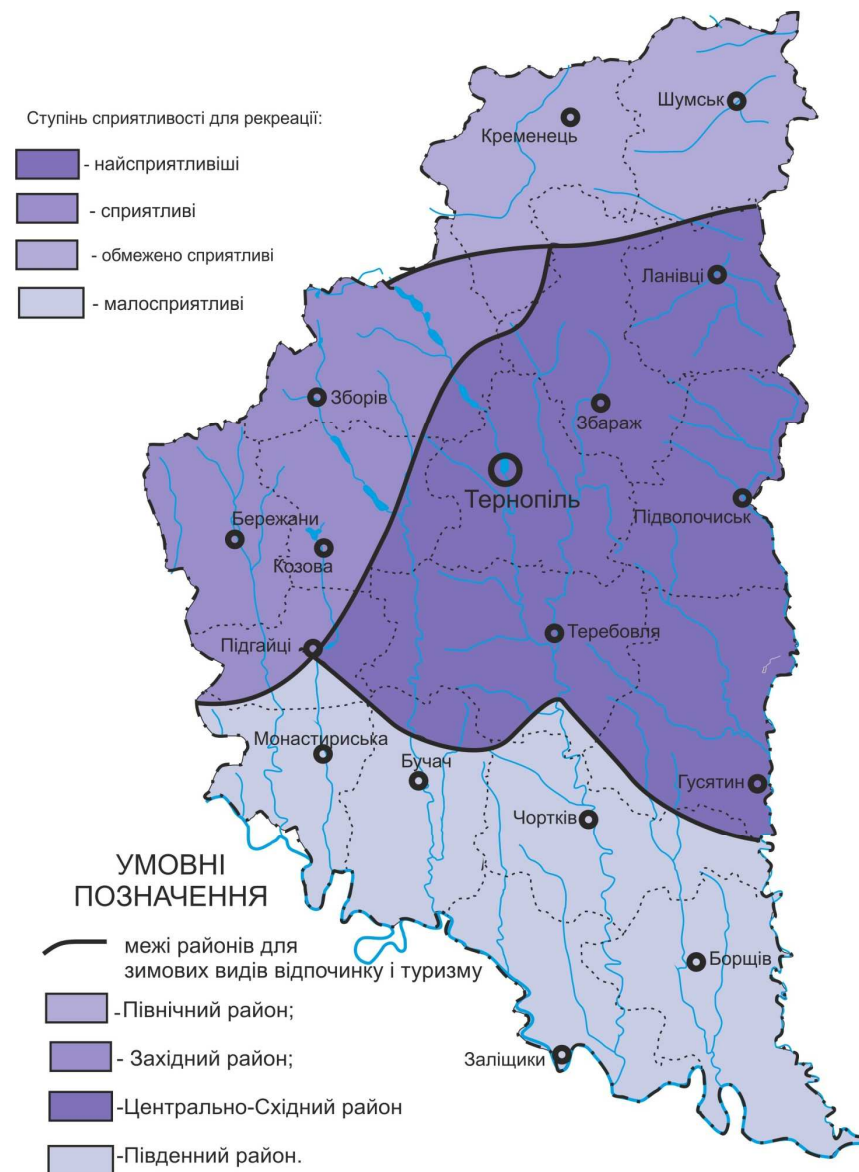 Ступінь сприятливості для рекреації:
- найсприятливіші
- сприятливі
- обмежено сприятливі
- малосприятливі
Шумськ
Кременець
Ланівці
Зборів
Збараж
Тернопіль
Підволочиськ
Бережани
Козова
Теребовля
Підгайці
Монастириська
Бучач
Гусятин
Чортків
Борщів
Заліщики
УМОВНІ
ПОЗНАЧЕННЯ
межі районів для
зимових видів відпочинку і туризму
-Північний район;
- Західний район;
-Центрально-Східний район
-Південний район.